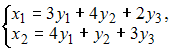 x₁ = 3y₁ + 4y₂ + 2y₃,
x₂ = 4y₁ + y₂ + 3y₃